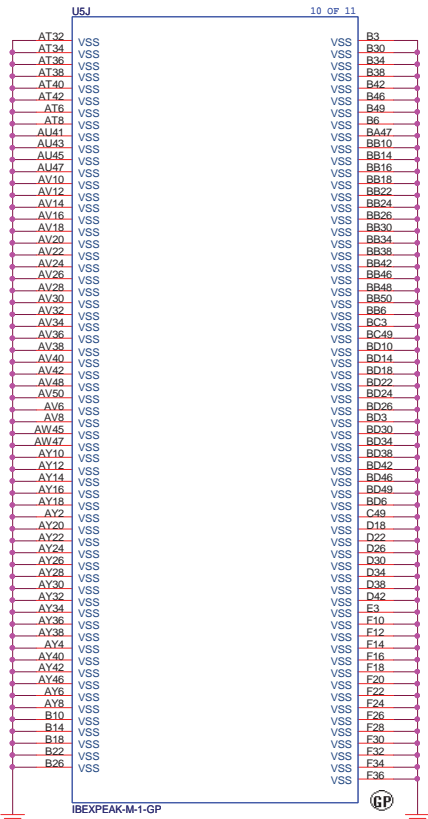 U5J 10 OF 11
AT32 VSS VSS B3
AT34 VSS VSS B30
AT36 VSS VSS B34
AT38 VSS VSS B38
AT40 VSS VSS B42
AT42 VSS VSS B46
AT6 VSS VSS B49
AT8 VSS VSS B6
AU41 VSS VSS BA47
AU43 VSS VSS BB10
AU45 VSS VSS BB14
AU47 VSS VSS BB16
AV10 VSS VSS BB18
AV12 VSS VSS BB22
AV14 VSS VSS BB24
AV16 VSS VSS BB26
AV18 VSS VSS BB30
AV20 VSS VSS BB34
AV22 VSS VSS BB38
AV24 VSS VSS BB42
AV26 VSS VSS BB46
AV28 VSS VSS BB48
AV30 VSS VSS BB50
AV32 VSS VSS BB6
AV34 VSS VSS BC3
AV36 VSS VSS BC49
AV38 VSS VSS BD10
AV40 VSS VSS BD14
AV42 VSS VSS BD18
AV48 VSS VSS BD22
AV50 VSS VSS BD24
AV6 VSS VSS BD26
AV8 VSS VSS BD3
AW45 VSS VSS BD30
AW47 VSS VSS BD34
AY10 VSS VSS BD38
AY12 VSS VSS BD42
AY14 VSS VSS BD46
AY16 VSS VSS BD49
AY18 VSS VSS BD6
AY2 VSS VSS C49
AY20 VSS VSS D18
AY22 VSS VSS D22
AY24 VSS VSS D26
AY26 VSS VSS D30
AY28 VSS VSS D34
AY30 VSS VSS D38
AY32 VSS VSS D42
AY34 VSS VSS E3
AY36 VSS VSS F10
AY38 VSS VSS F12
AY4 VSS VSS F14
AY40 VSS VSS F16
AY42 VSS VSS F18
AY46 VSS VSS F20
AY6 VSS VSS F22
AY8 VSS VSS F24
B10 VSS VSS F26
B14 VSS VSS F28
B18 VSS VSS F30
B22 VSS VSS F32
B26 VSS VSS F34
VSS F36
IBEXPEAK-M-1-GP GP